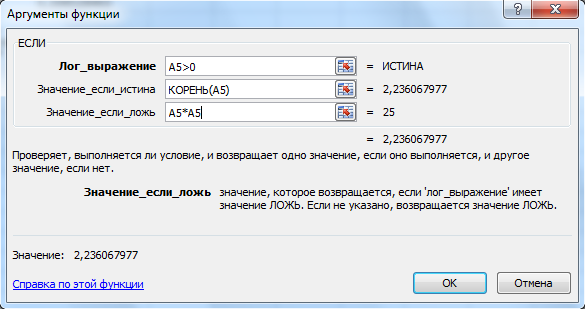 Аргументы функции
ЕСЛИ
Лог_выражение A5>0 = ИСТИНА
Значение_если_истина КОРЕНЬ(A5) = 2,236067977
Значение_если_ложь A5*A5 = 25
= 2,236067977
Проверяет, выполняется ли условие, и возвращает одно значение, если оно выполняется, и другое
значение, если нет.
Значение_если_ложь значение, которое возвращается, если 'лог_выражение' имеет
значение ЛОЖЬ. Если не указано, возвращается значение ЛОЖЬ.
Значение: 2,236067977
Справка по этой функции
ОК
Отмена